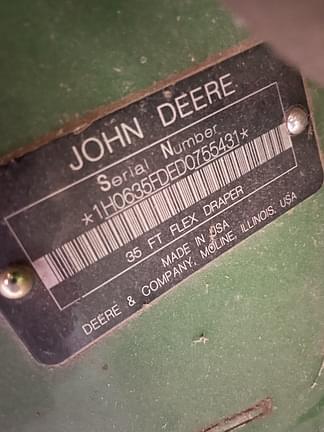 JOHN DEERE
Serial Number
S N
*1H0635FDED0755431*
35 FT FLEX DRAPER
MADE IN USA
DEERE & COMPANY, MOLINE, ILLINOIS, USA